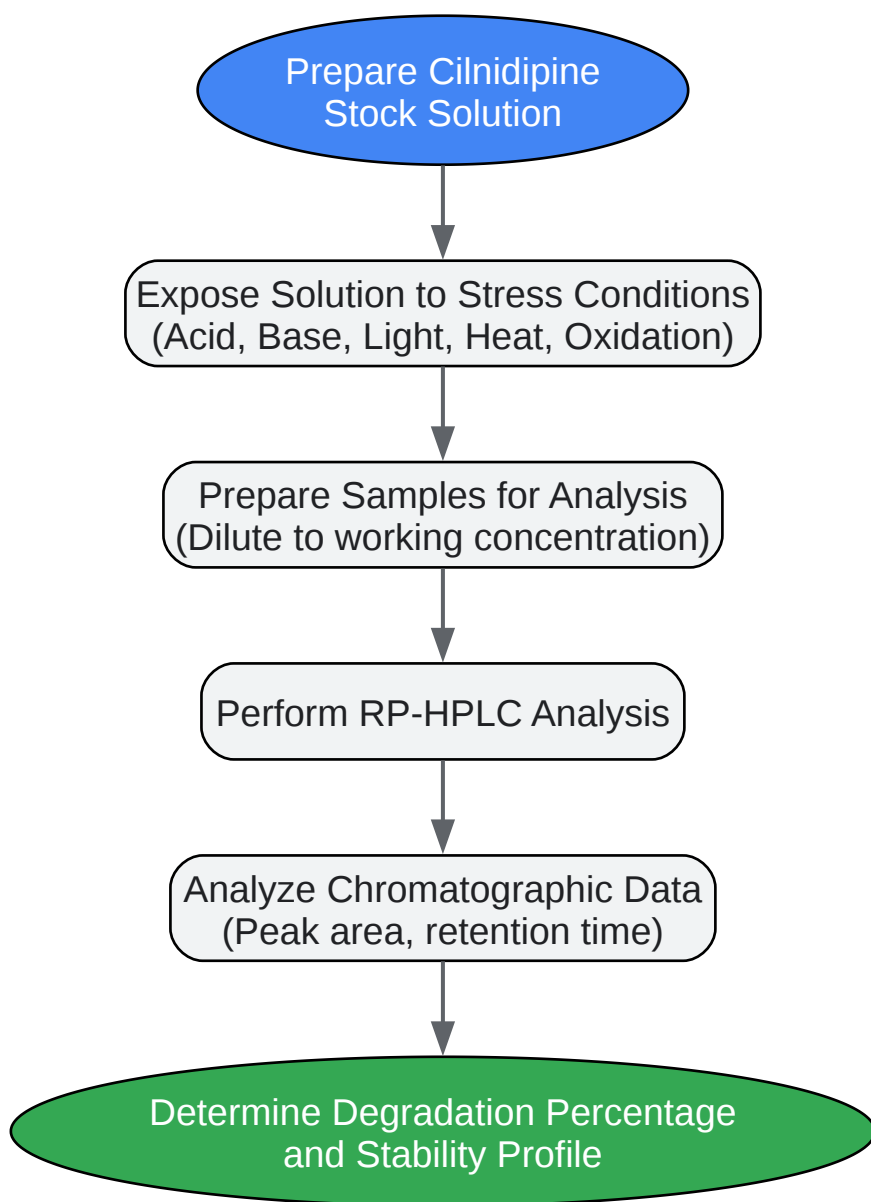 Prepare Cilnidipine
Stock Solution
Expose Solution to Stress Conditions
(Acid, Base, Light, Heat, Oxidation)
Prepare Samples for Analysis
(Dilute to working concentration)
Perform RP-HPLC Analysis
Analyze Chromatographic Data
(Peak area, retention time)
Determine Degradation Percentage
and Stability Profile